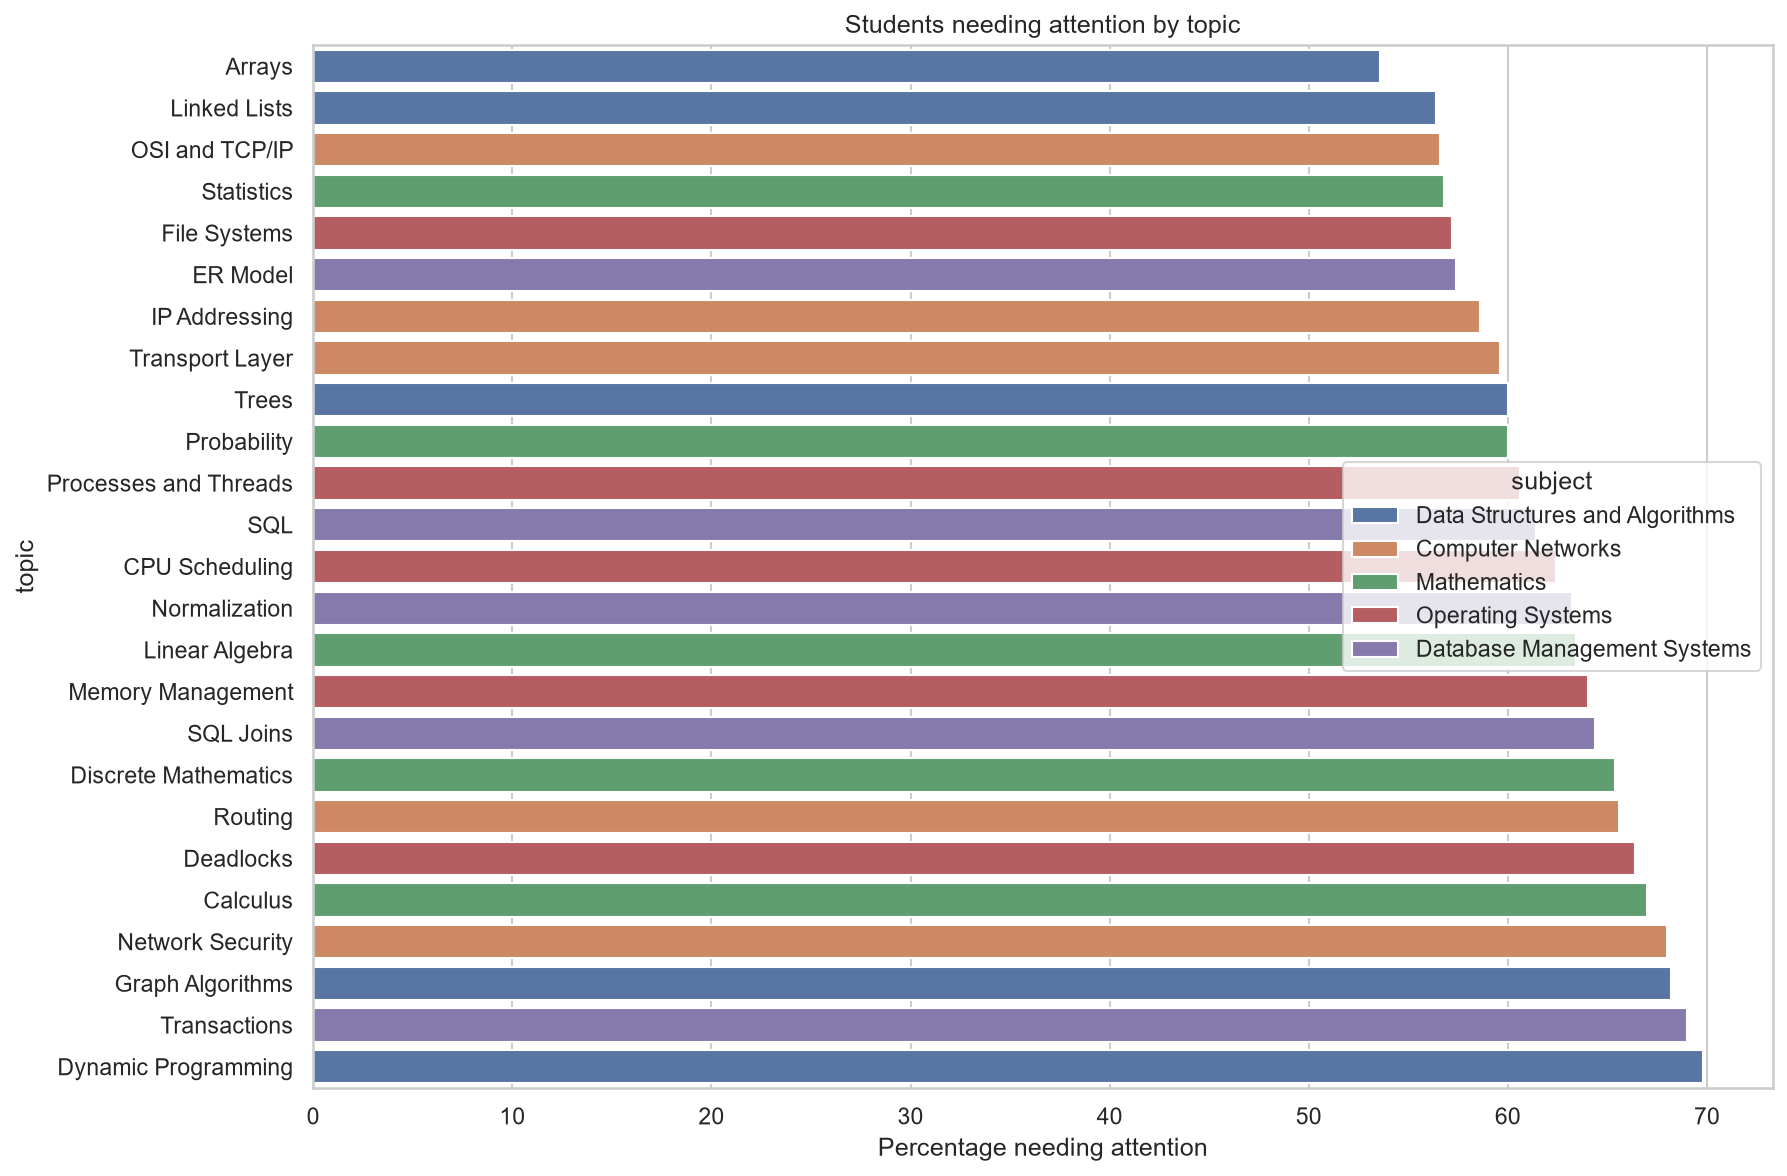 Students needing attention by topic
Arrays
Linked Lists
OSI and TCP/IP
Statistics
File Systems
ER Model
IP Addressing
Transport Layer
Trees
Probability
Processes and Threads
SQL
CPU Scheduling
Normalization
Linear Algebra
Memory Management
SQL Joins
Discrete Mathematics
Routing
Deadlocks
Calculus
Network Security
Graph Algorithms
Transactions
Dynamic Programming
topic
subject
Data Structures and Algorithms
Computer Networks
Mathematics
Operating Systems
Database Management Systems
0 10 20 30 40 50 60 70
Percentage needing attention